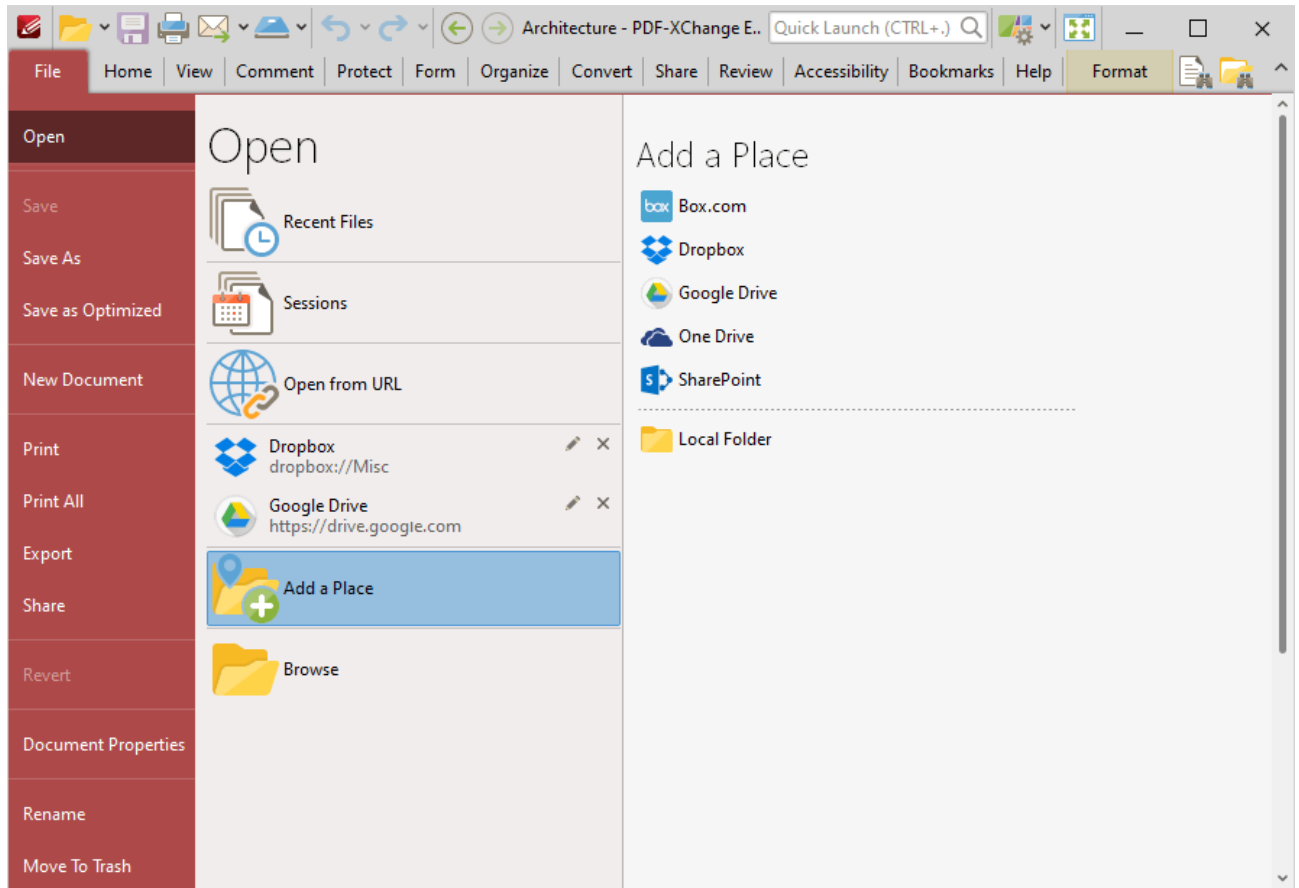 Architecture - PDF-XChange E..
Quick Launch (CTRL+.)
File Home View Comment Protect Form Organize Convert Share Review Accessibility Bookmarks Help Format
Open
Save
Save As
Save as Optimized
New Document
Print
Print All
Export
Share
Revert
Document Properties
Rename
Move To Trash
Open
Recent Files
Sessions
Open from URL
Dropbox
dropbox://Misc
Google Drive
https://drive.google.com
Add a Place
Browse
Add a Place
box Box.com
Dropbox
Google Drive
One Drive
S SharePoint
Local Folder